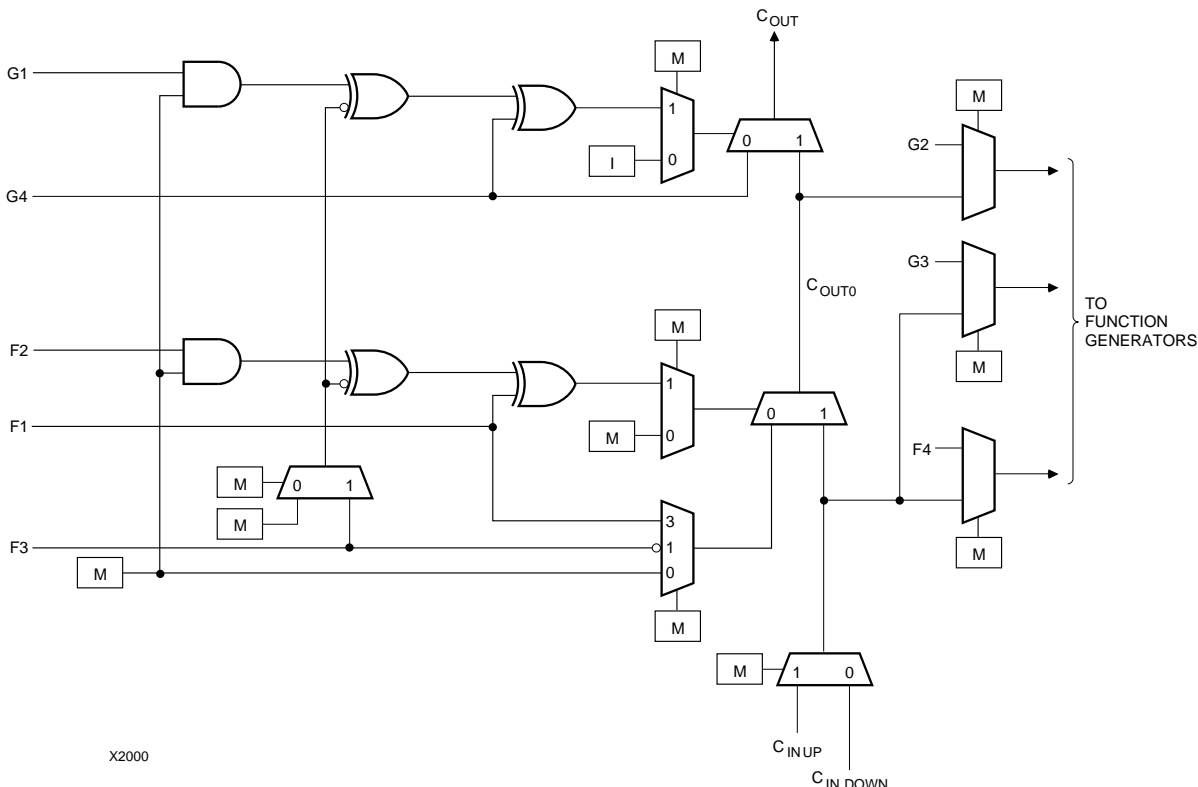 C OUT
M
M
G1
1
I
0
0 1
G2
G4
G3
C OUT0
TO
FUNCTION
GENERATORS
M
M
F2
1
M
0
0 1
F1
F4
M
0 1
M
3
F3
1
M
0
M
M
M
1 0
C IN UP
X2000
C IN DOWN